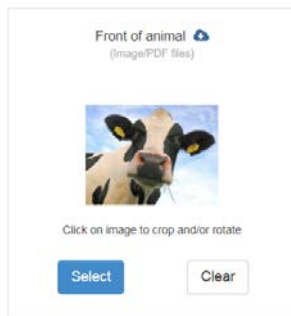 Front of animal
(Image/PDF files)
Click on image to crop and/or rotate
Select
Clear